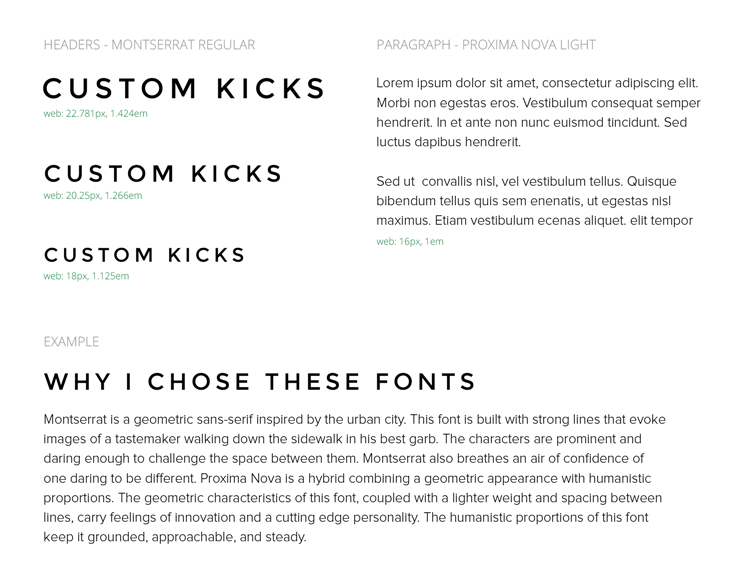 HEADERS - MONTSERRAT REGULAR
CUSTOM KICKS
web: 22.781px, 1.424em
CUSTOM KICKS
web: 20.25px, 1.266em
CUSTOM KICKS
web: 18px, 1.125em
PARAGRAPH - PROXIMA NOVA LIGHT
Lorem ipsum dolor sit amet, consectetur adipiscing elit.
Morbi non egestas eros. Vestibulum consequat semper
hendrerit. In et ante non nunc euismod tincidunt. Sed
luctus dapibus hendrerit.
Sed ut  convallis nisl, vel vestibulum tellus. Quisque
bibendum tellus quis sem enenatis, ut egestas nisl
maximus. Etiam vestibulum ecenas aliquet. elit tempor
web: 16px, 1em
EXAMPLE
WHY I CHOSE THESE FONTS
Montserrat is a geometric sans-serif inspired by the urban city. This font is built with strong lines that evoke
images of a tastemaker walking down the sidewalk in his best garb. The characters are prominent and
daring enough to challenge the space between them. Montserrat also breathes an air of confidence of
one daring to be different. Proxima Nova is a hybrid combining a geometric appearance with humanistic
proportions. The geometric characteristics of this font, coupled with a lighter weight and spacing between
lines, carry feelings of innovation and a cutting edge personality. The humanistic proportions of this font
keep it grounded, approachable, and steady.